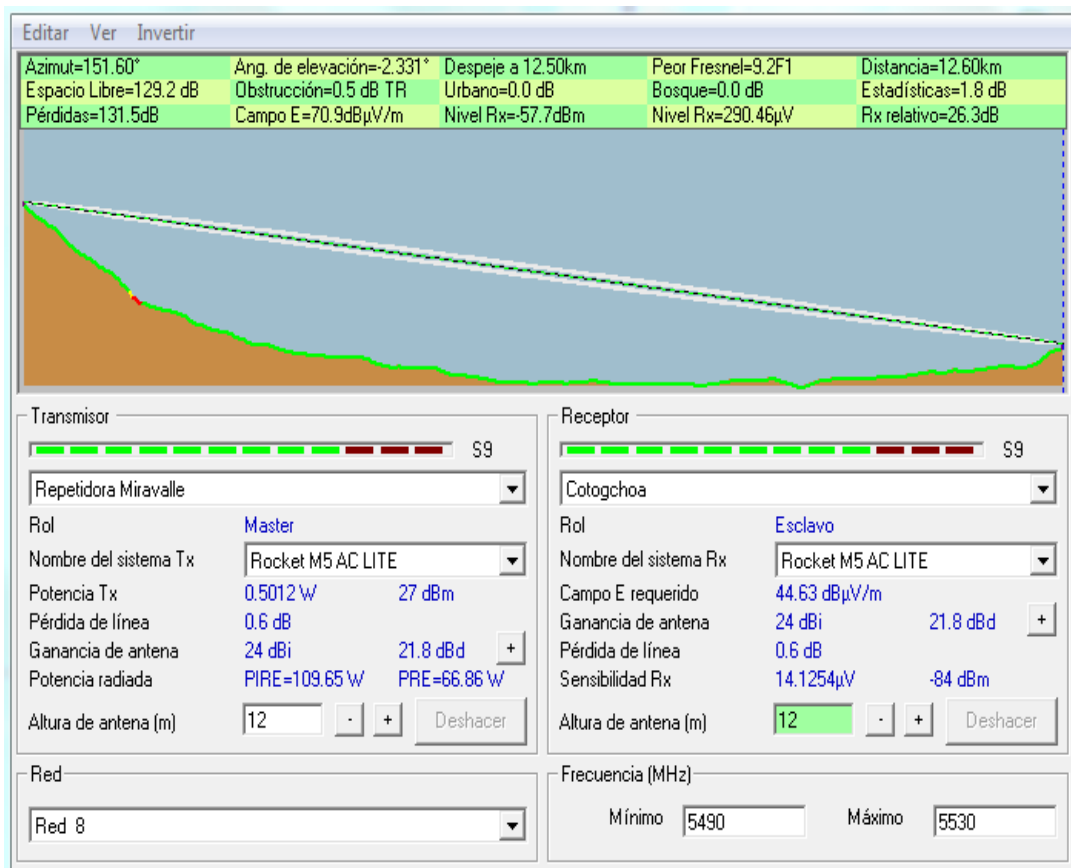 Editar Ver Invertir
Azimut=151.60° Ang. de elevación=-2.331° Despeje a 12.50km Peor Fresnel=9.2F1 Distancia=12.60km
Espacio Libre=129.2 dB Obstrucción=0.5 dB TR Urbano=0.0 dB Bosque=0.0 dB Estadísticas=1.8 dB
Pérdidas=131.5dB Campo E=70.9dBµV/m Nivel Rx=-57.7dBm Nivel Rx=290.46µV Rx relativo=26.3dB
Transmisor
S9
Repetidora Miravalle
Rol Master
Nombre del sistema Tx Rocket M5 AC LITE
Potencia Tx 0.5012 W 27 dBm
Pérdida de línea 0.6 dB
Ganancia de antena 24 dBi 21.8 dBd +
Potencia radiada PIRE=109.65 W PRE=66.86 W
Altura de antena (m) 12 - + Deshacer
Receptor
S9
Cotogchoa
Rol Esclavo
Nombre del sistema Rx Rocket M5 AC LITE
Campo E requerido 44.63 dBµV/m
Ganancia de antena 24 dBi 21.8 dBd +
Pérdida de línea 0.6 dB
Sensibilidad Rx 14.1254µV -84 dBm
Altura de antena (m) 12 - + Deshacer
Red
Red 8
Frecuencia (MHz)
Mínimo 5490 Máximo 5530